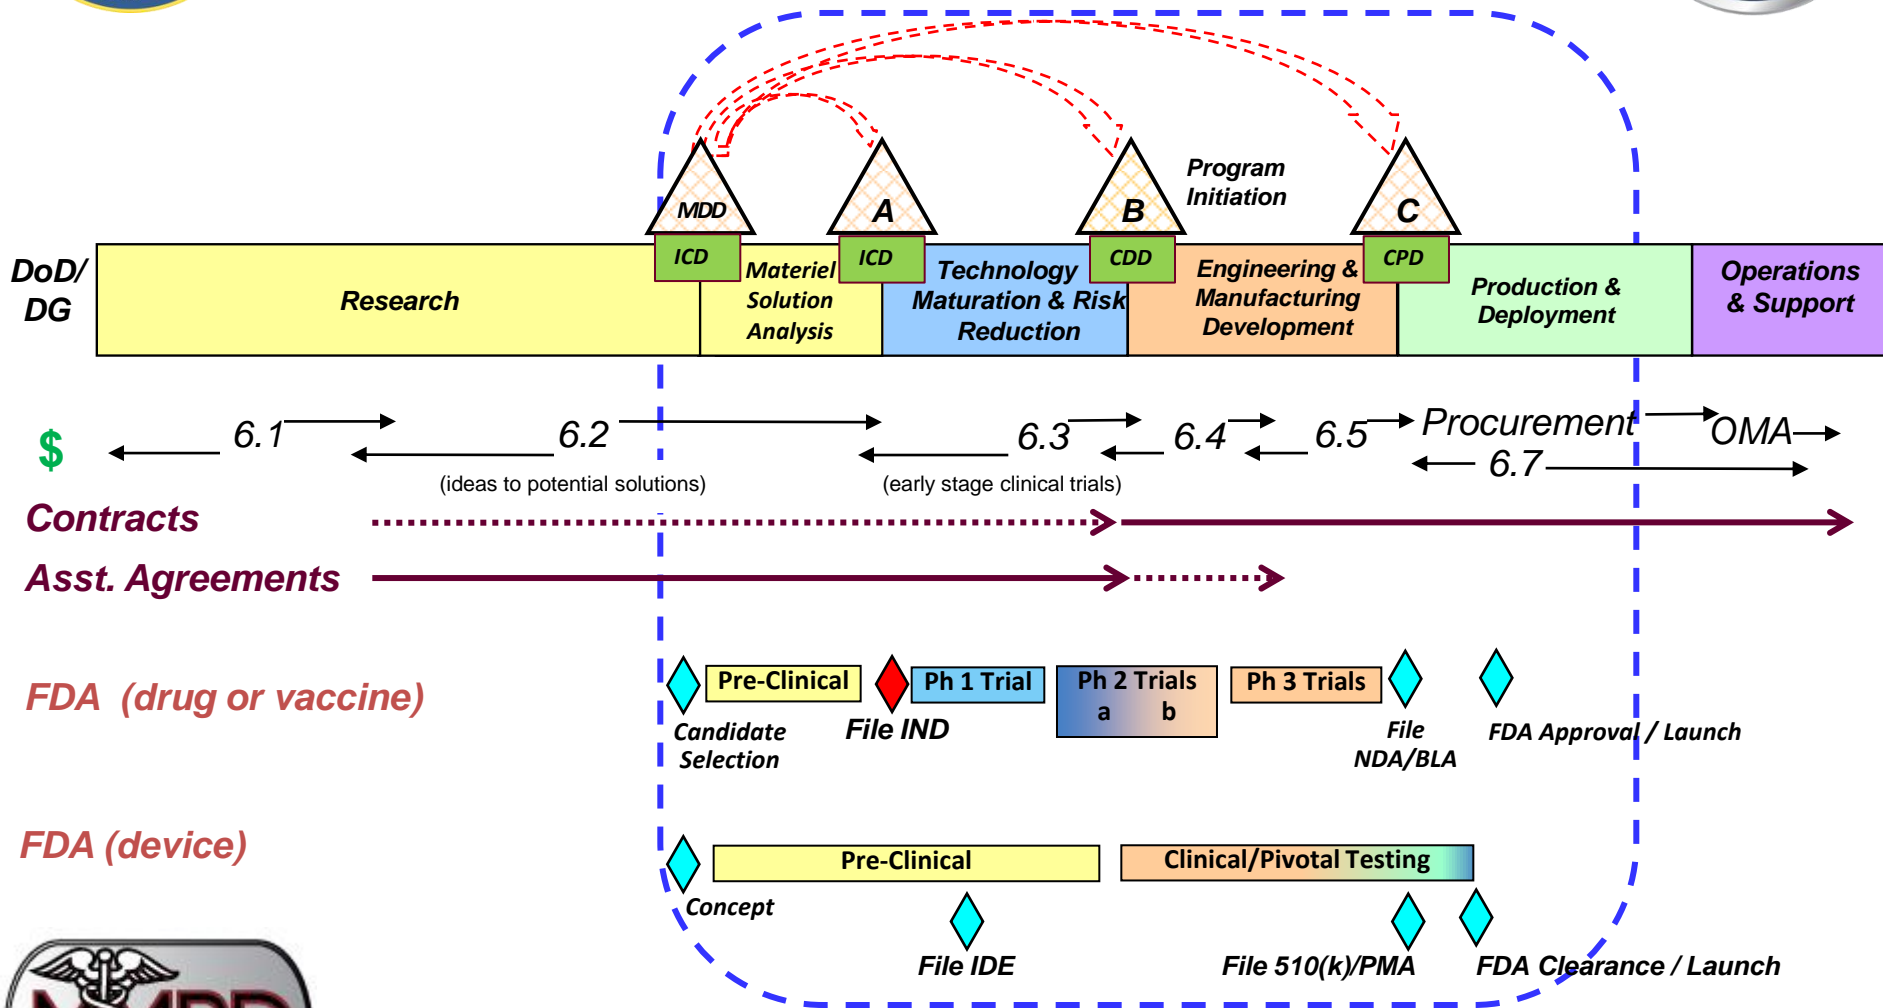 Program
Initiation
MDD
A
B
C
ICD
ICD
CDD
CPD
DoD/
DG
Research
Materiel
Solution
Analysis
Technology
Maturation & Risk
Reduction
Engineering &
Manufacturing
Development
Production &
Deployment
Operations
& Support
$
6.1
6.2
6.3
6.4
6.5
Procurement
OMA
6.7
(ideas to potential solutions)
(early stage clinical trials)
Contracts
Asst. Agreements
FDA (drug or vaccine)
Pre-Clinical
Ph 1 Trial
Ph 2 Trials
a b
Ph 3 Trials
Candidate
Selection
File IND
File
NDA/BLA
FDA Approval / Launch
FDA (device)
Pre-Clinical
Clinical/Pivotal Testing
Concept
File IDE
File 510(k)/PMA
FDA Clearance / Launch